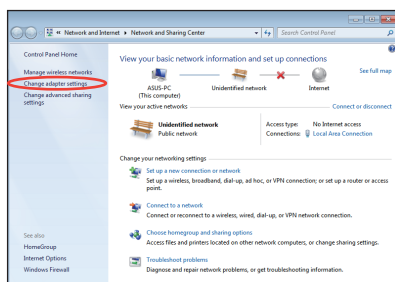 « Network and Internet ▸ Network and Sharing Center
Search Control Panel
Control Panel Home
Manage wireless networks
Change adapter settings
Change advanced sharing
settings
See also
HomeGroup
Internet Options
Windows Firewall
View your basic network information and set up connections
See full map
ASUS-PC
(This computer)
Unidentified network
Internet
View your active networks
Connect or disconnect
Unidentified network
Public network
Access type: No Internet access
Connections: Local Area Connection
Change your networking settings
Set up a new connection or network
Set up a wireless, broadband, dial-up, ad hoc, or VPN connection; or set up a router or access
point.
Connect to a network
Connect or reconnect to a wireless, wired, dial-up, or VPN network connection.
Choose homegroup and sharing options
Access files and printers located on other network computers, or change sharing settings.
Troubleshoot problems
Diagnose and repair network problems, or get troubleshooting information.